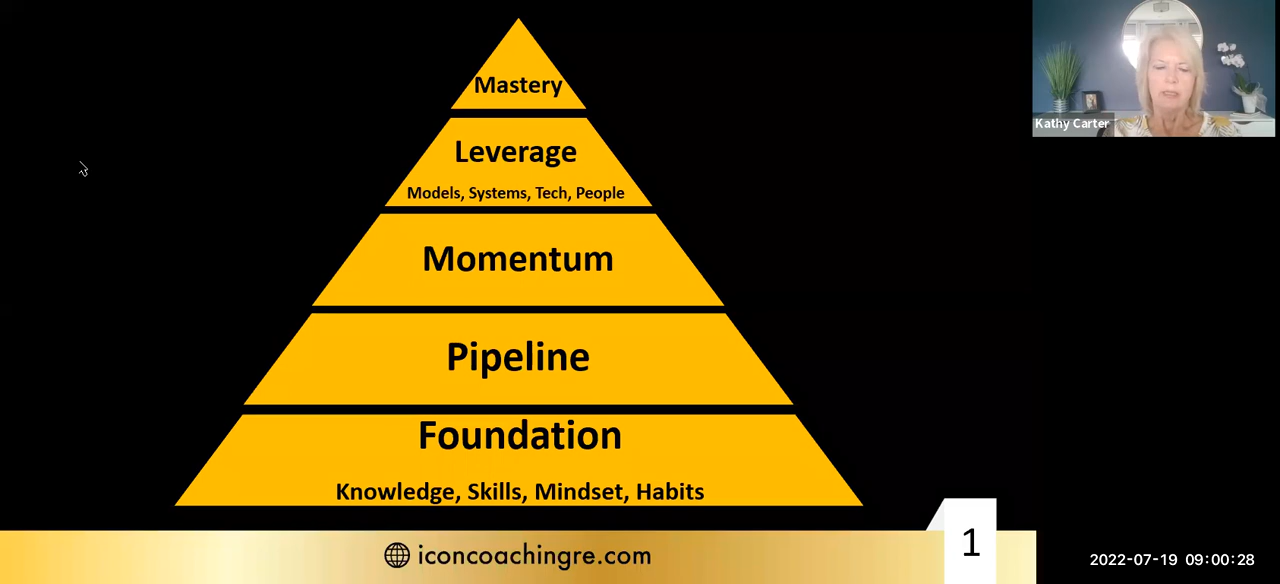 Mastery
Leverage
Models, Systems, Tech, People
Momentum
Pipeline
Foundation
Knowledge, Skills, Mindset, Habits
iconcoachingre.com
1
Kathy Carter
2022-07-19 09:00:28